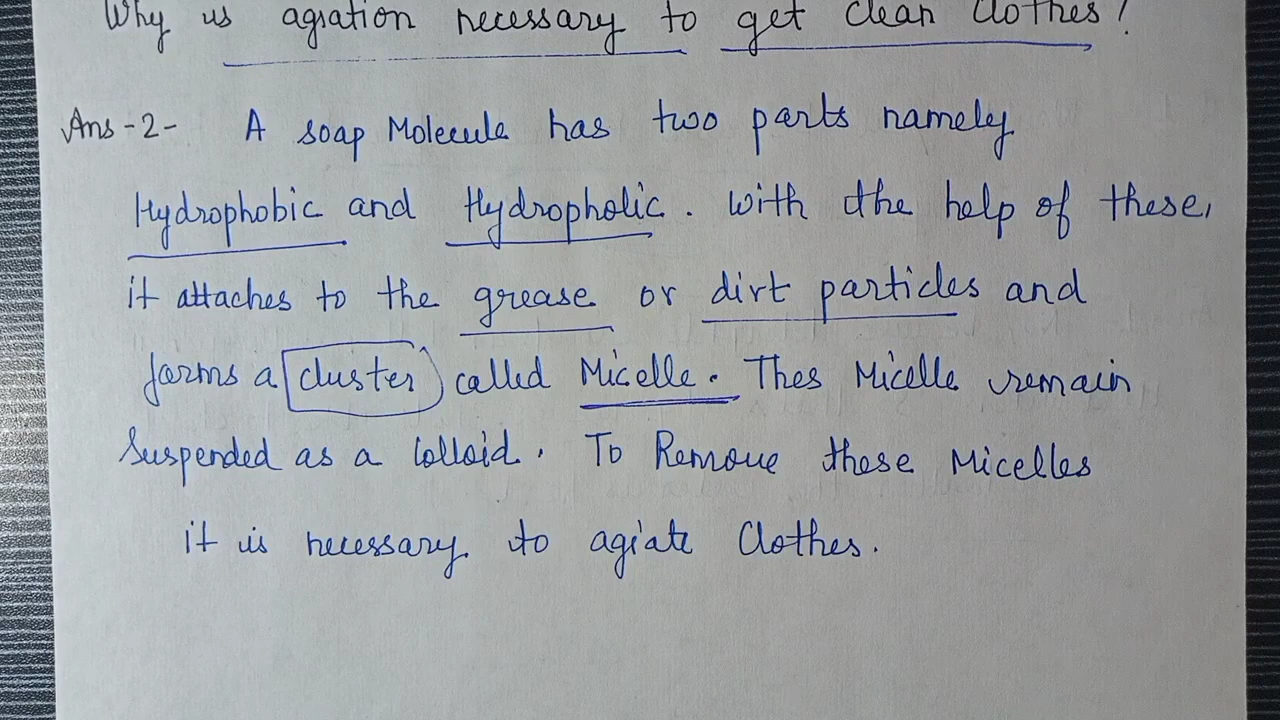 Why is agration necessary to get clean Clothes?
Ans-2- A soap Molecule has two parts namely
Hydrophobic and Hydropholic. With the help of these,
it attaches to the grease or dirt particles and
forms a cluster called Micelle. Thes Micelle remain
Suspended as a Colloid. To Remove these Micelles
it is necessary to agiate Clothes.